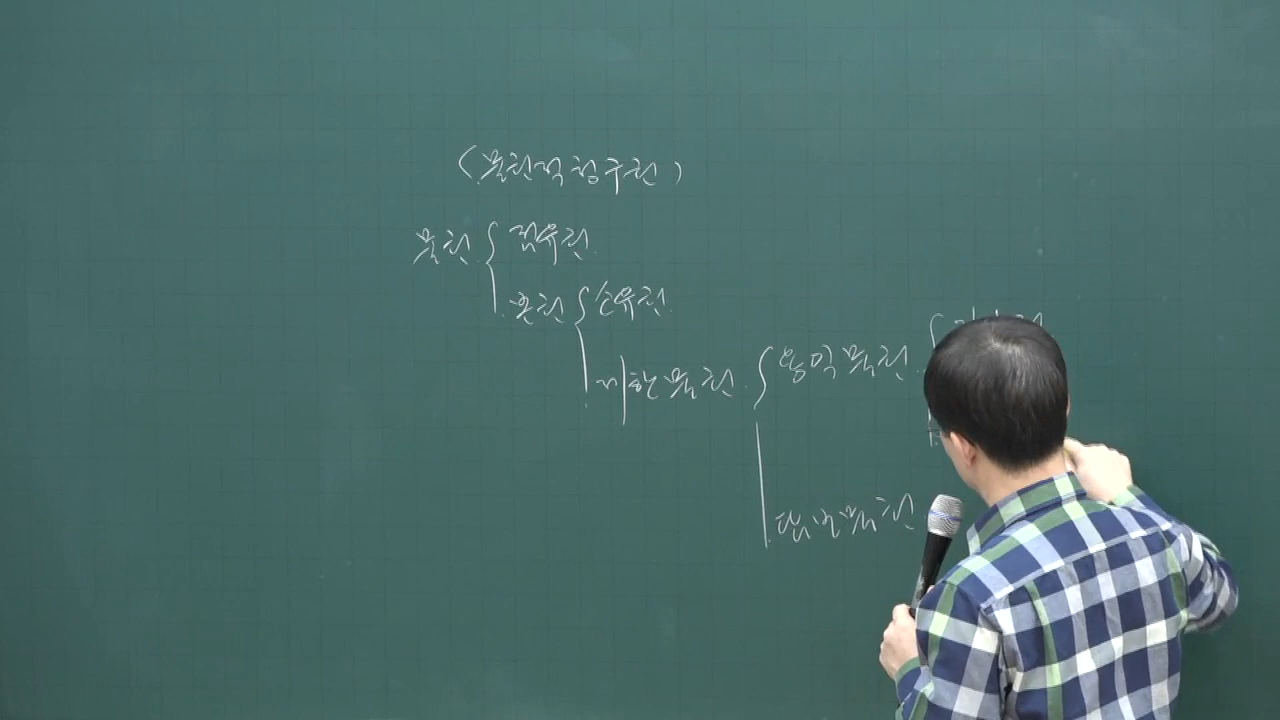 (물권적 청구권)
물권 { 점유권
본권 { 소유권
제한물권 { 용익물권 {
담보물권